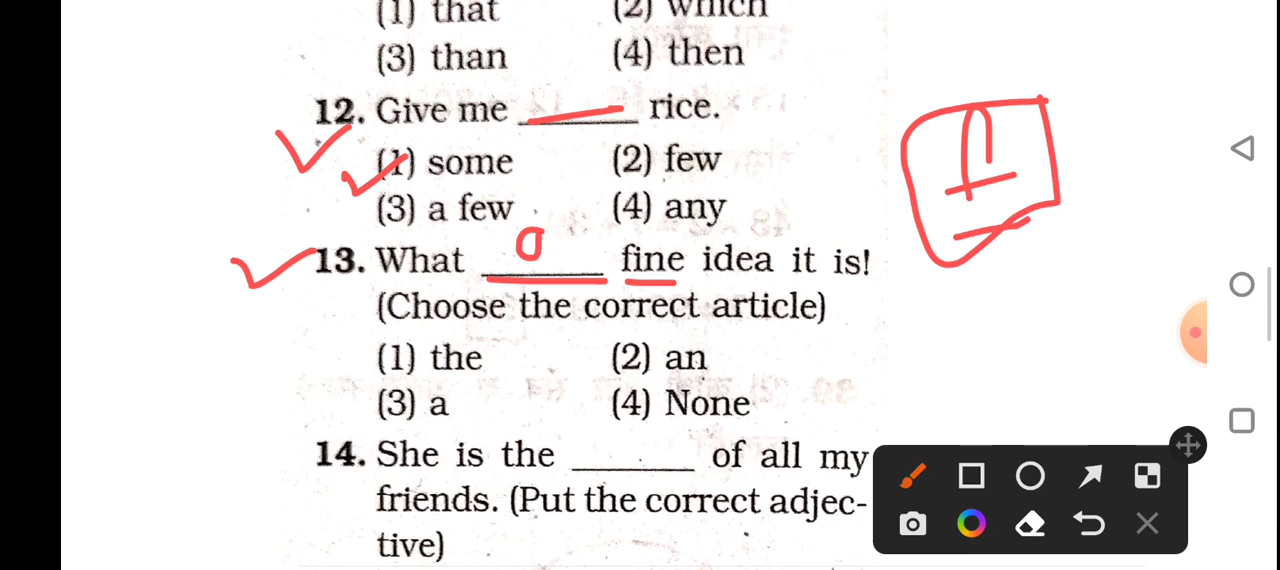 (1) that (2) which
(3) than (4) then
12. Give me ______ rice.
(1) some (2) few
(3) a few (4) any
13. What a fine idea it is!
(Choose the correct article)
(1) the (2) an
(3) a (4) None
14. She is the ______ of all my
friends. (Put the correct adjec-
tive)